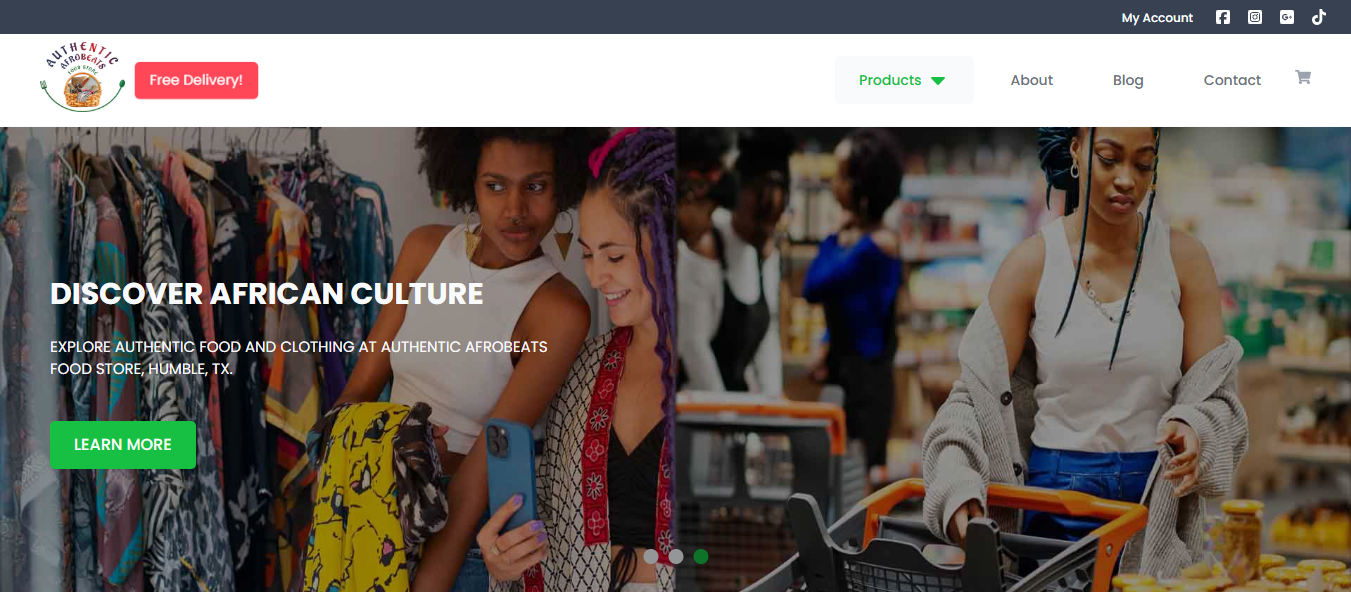 My Account
AUTHENTIC
AFROBEATS
FOOD STORE
Free Delivery!
Products
About
Blog
Contact
DISCOVER AFRICAN CULTURE
EXPLORE AUTHENTIC FOOD AND CLOTHING AT AUTHENTIC AFROBEATS
FOOD STORE, HUMBLE, TX.
LEARN MORE